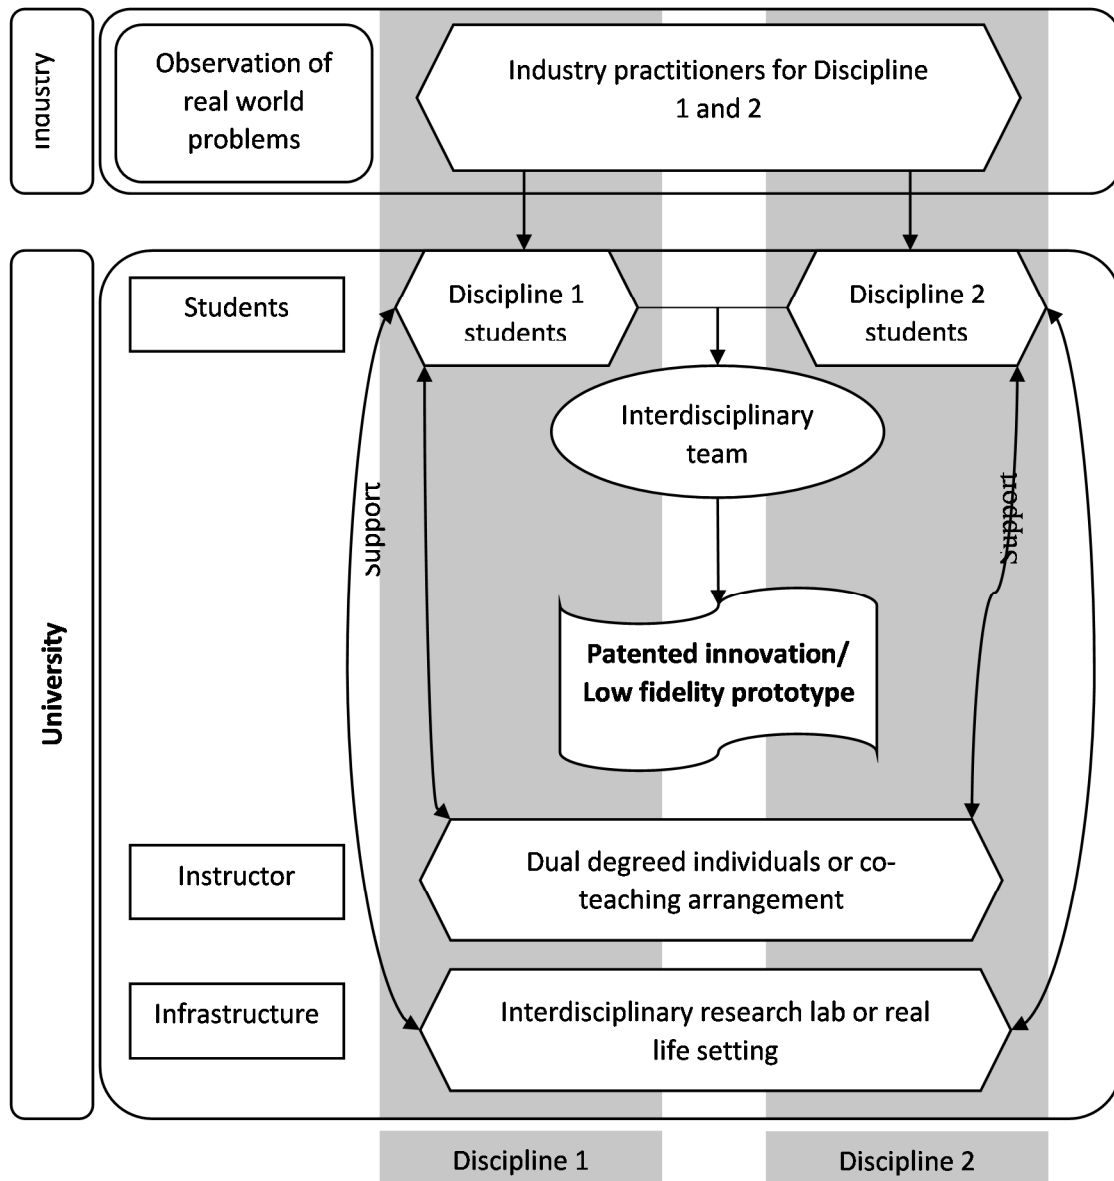 Industry
Observation of
real world
problems
Industry practitioners for Discipline
1 and 2
University
Students
Discipline 1
students
Discipline 2
students
Interdisciplinary
team
Support
Support
Patented innovation/
Low fidelity prototype
Instructor
Dual degreed individuals or co-
teaching arrangement
Infrastructure
Interdisciplinary research lab or real
life setting
Discipline 1
Discipline 2